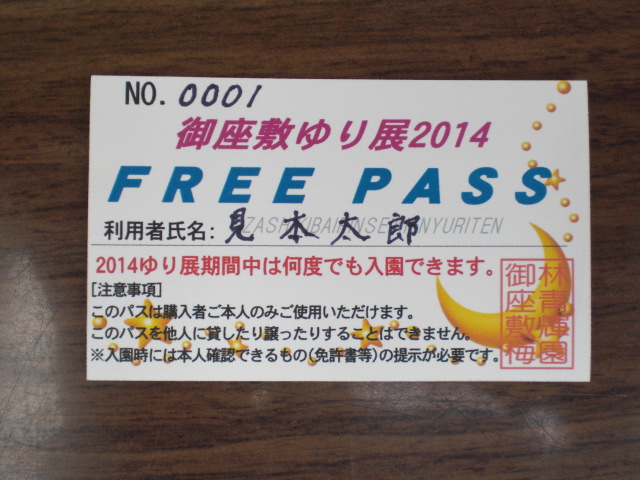 NO. 0001
御座敷ゆり展2014
FREE PASS
利用者氏名: 見本太郎
2014ゆり展期間中は何度でも入園できます。
[注意事項]
このパスは購入者ご本人のみご使用いただけます。
このパスを他人に貸したり譲ったりすることはできません。
※入園時には本人確認できるもの(免許書等)の提示が必要です。
御座敷梅
林青輝園